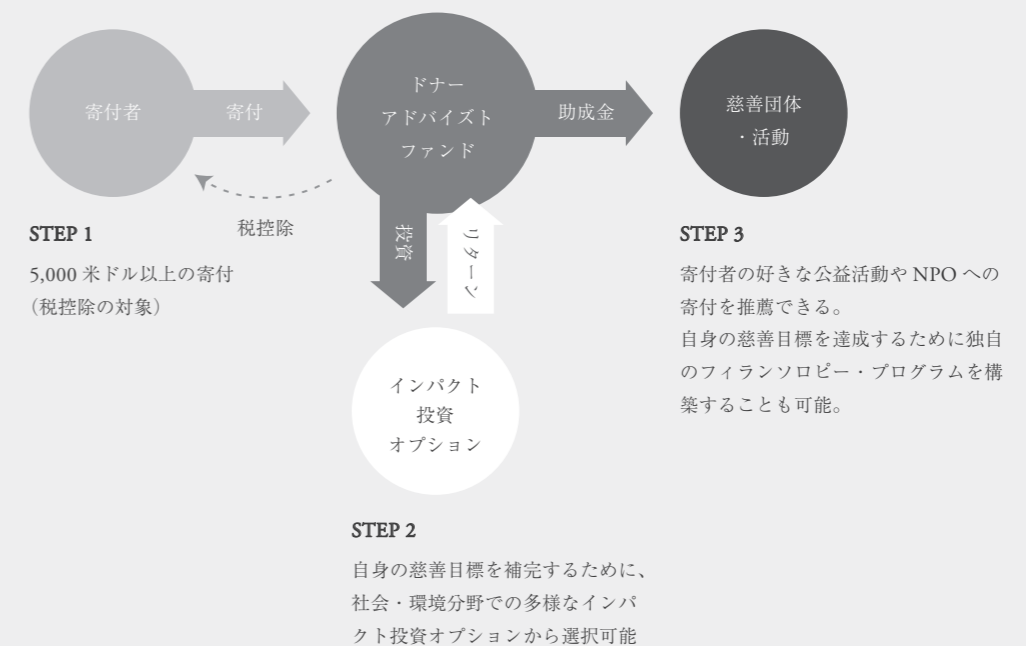 寄付者
寄付
ドナー
アドバイズト
ファンド
助成金
慈善団体
・活動
税控除
投資
リターン
STEP 1
5,000 米ドル以上の寄付
（税控除の対象）
インパクト
投資
オプション
STEP 2
自身の慈善目標を補完するために、
社会・環境分野での多様なインパ
クト投資オプションから選択可能
STEP 3
寄付者の好きな公益活動や NPO への
寄付を推薦できる。
自身の慈善目標を達成するために独自
のフィランソロピー・プログラムを構
築することも可能。